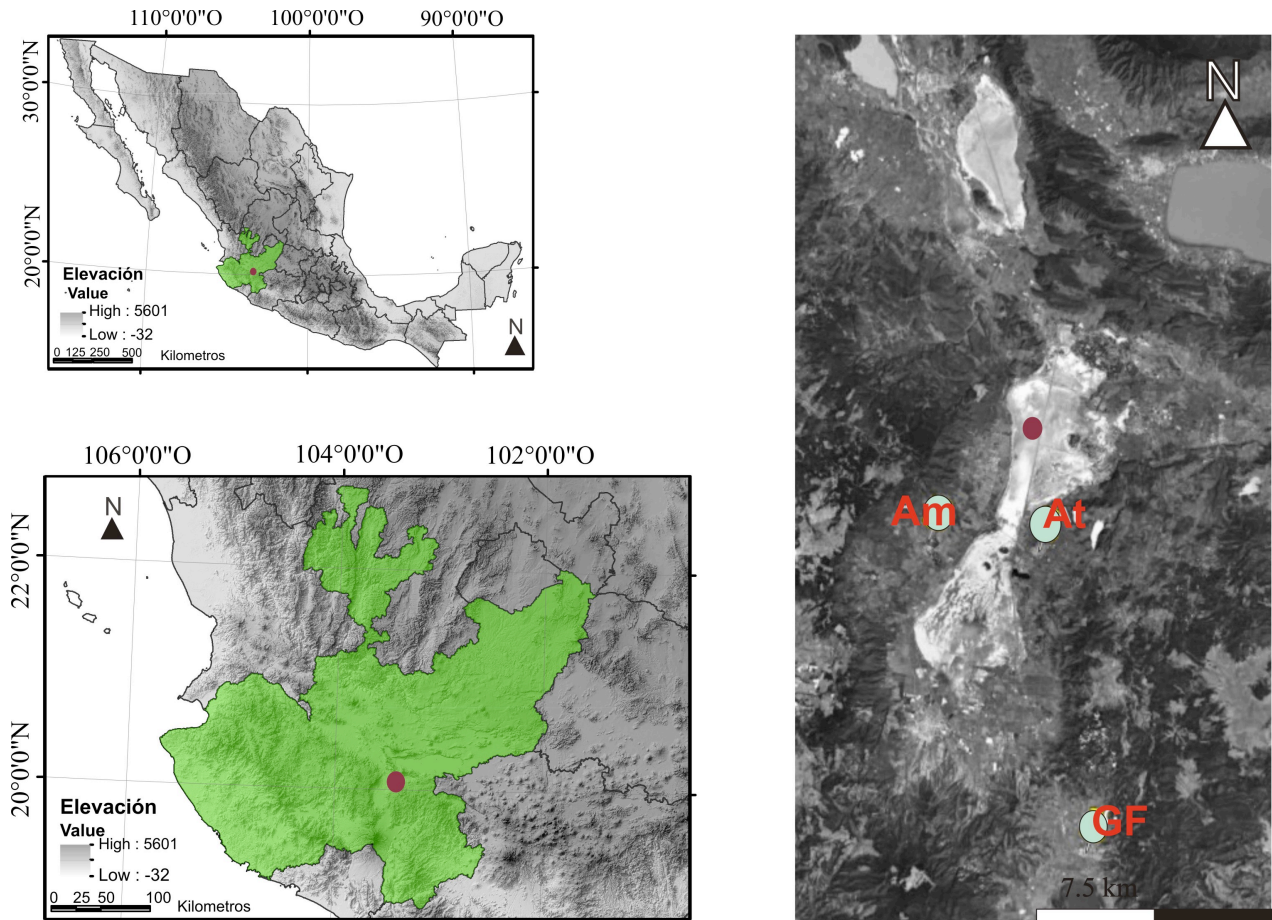 110°0'0"O 100°0'0"O 90°0'0"O
30°0'0"N
20°0'0"N
Elevación
Value
High : 5601
Low : -32
0 125 250 500 Kilometros
N
106°0'0"O 104°0'0"O 102°0'0"O
N
22°0'0"N
20°0'0"N
Elevación
Value
High : 5601
Low : -32
0 25 50 100 Kilometros
N
Am At
GF
7.5 km